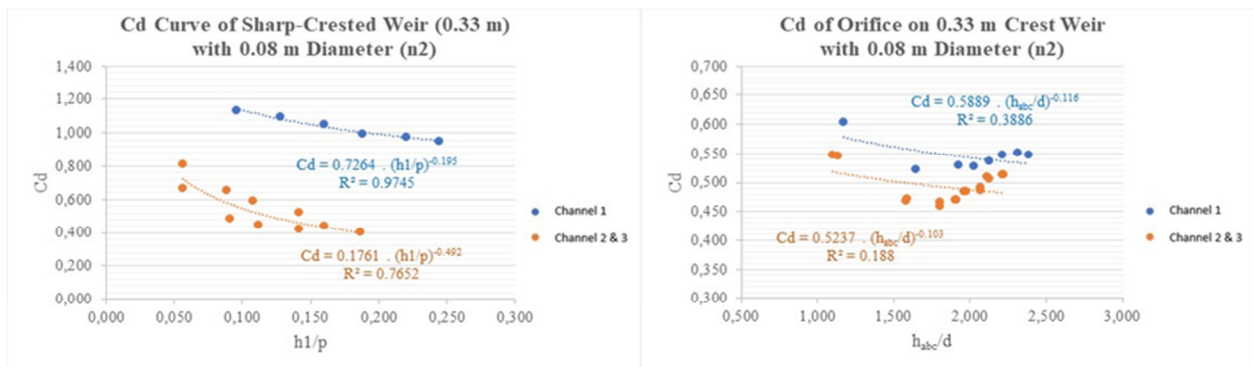 Cd Curve of Sharp-Crested Weir (0.33 m)
with 0.08 m Diameter (n2)
1,400
1,200
1,000
0,800
0,600
0,400
0,200
0,000
Cd
Cd = 0.7264 . (h1/p)^-0.195
R² = 0.9745
Cd = 0.1761 . (h1/p)^-0.492
R² = 0.7652
0,000 0,050 0,100 0,150 0,200 0,250 0,300
h1/p
Channel 1
Channel 2 & 3
Cd of Orifice on 0.33 m Crest Weir
with 0.08 m Diameter (n2)
0,700
0,650
0,600
0,550
0,500
0,450
0,400
0,350
0,300
Cd
Cd = 0.5889 . (h_abc/d)^-0.116
R² = 0.3886
Cd = 0.5237 . (h_abc/d)^-0.103
R² = 0.188
0,500 1,000 1,500 2,000 2,500 3,000
h_abc/d
Channel 1
Channel 2 & 3